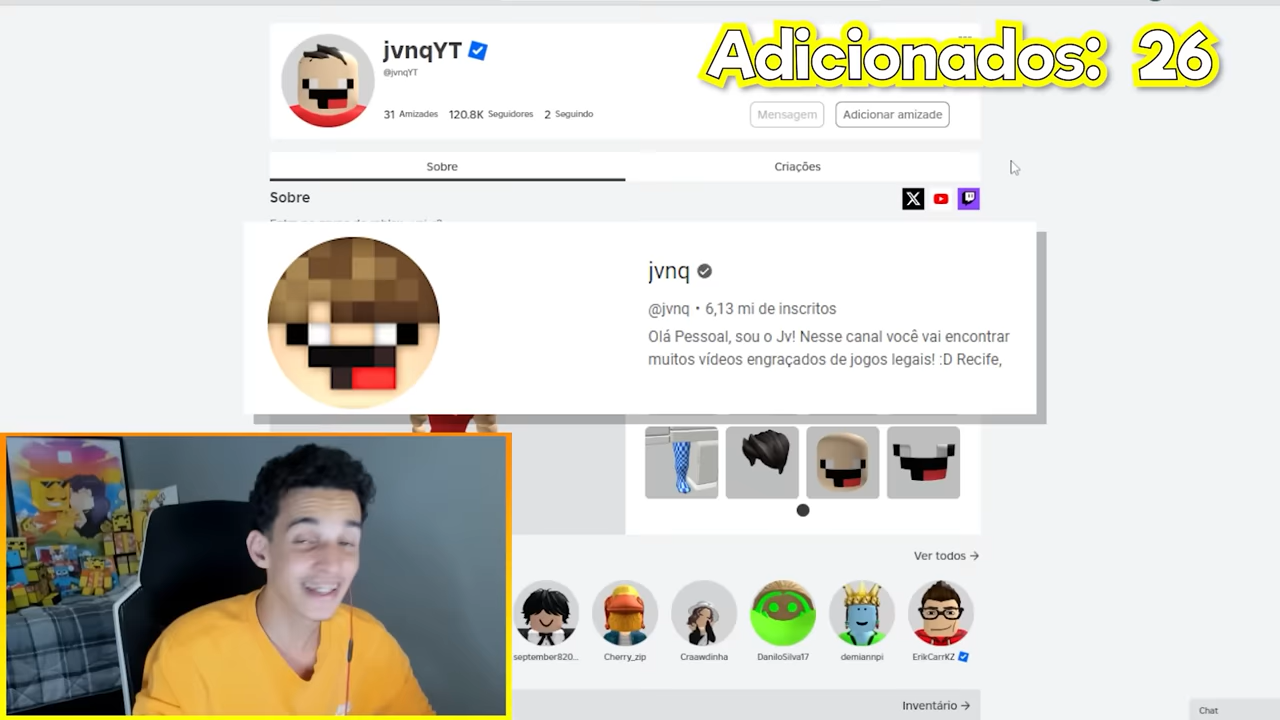 Adicionados: 26
jvnqYT
@jvnqYT
31 Amizades 120.8K Seguidores 2 Seguindo
Mensagem
Adicionar amizade
Sobre
Criações
Sobre
jvnq
@jvnq • 6,13 mi de inscritos
Olá Pessoal, sou o Jv! Nesse canal você vai encontrar
muitos vídeos engraçados de jogos legais! :D Recife,
Ver todos →
september820...
Cherry_zip
Craawdinha
DaniloSilva17
demiannpi
ErikCarrKZ
Inventário →
Chat